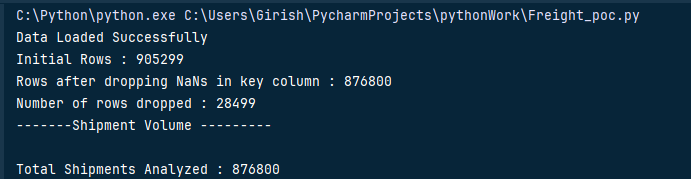 C:\Python\python.exe C:\Users\Girish\PycharmProjects\pythonWork\Freight_poc.py
Data Loaded Successfully
Initial Rows : 905299
Rows after dropping NaNs in key column : 876800
Number of rows dropped : 28499
-------Shipment Volume ---------
Total Shipments Analyzed : 876800